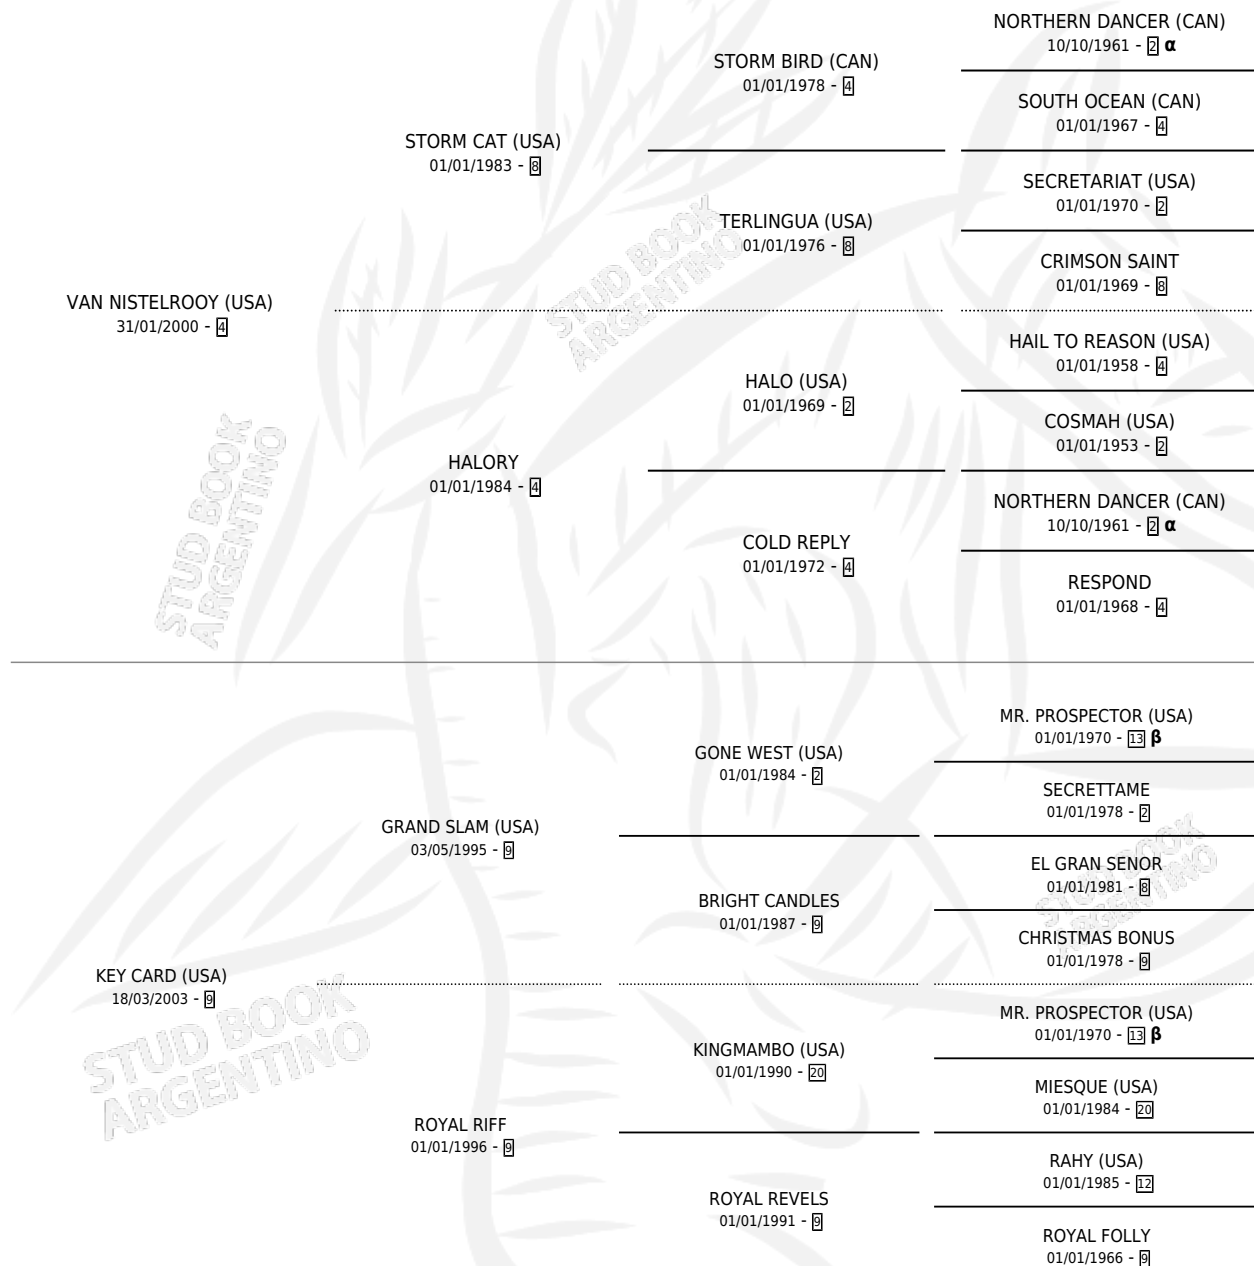 NORTHERN DANCER (CAN)
10/10/1961 - 2 α
STORM BIRD (CAN)
01/01/1978 - 4
SOUTH OCEAN (CAN)
01/01/1967 - 4
STORM CAT (USA)
01/01/1983 - 8
SECRETARIAT (USA)
01/01/1970 - 2
TERLINGUA (USA)
01/01/1976 - 8
CRIMSON SAINT
01/01/1969 - 8
VAN NISTELROOY (USA)
31/01/2000 - 4
HAIL TO REASON (USA)
01/01/1958 - 4
HALO (USA)
01/01/1969 - 2
COSMAH (USA)
01/01/1953 - 2
HALORY
01/01/1984 - 4
NORTHERN DANCER (CAN)
10/10/1961 - 2 α
COLD REPLY
01/01/1972 - 4
RESPOND
01/01/1968 - 4
MR. PROSPECTOR (USA)
01/01/1970 - 13 β
GONE WEST (USA)
01/01/1984 - 2
SECRETTAME
01/01/1978 - 2
GRAND SLAM (USA)
03/05/1995 - 9
EL GRAN SENOR
01/01/1981 - 8
BRIGHT CANDLES
01/01/1987 - 9
CHRISTMAS BONUS
01/01/1978 - 9
KEY CARD (USA)
18/03/2003 - 9
MR. PROSPECTOR (USA)
01/01/1970 - 13 β
KINGMAMBO (USA)
01/01/1990 - 20
MIESQUE (USA)
01/01/1984 - 20
ROYAL RIFF
01/01/1996 - 9
RAHY (USA)
01/01/1985 - 12
ROYAL REVELS
01/01/1991 - 9
ROYAL FOLLY
01/01/1966 - 9
STUD BOOK
ARGENTINO
STUD BOOK
ARGENTINO
STUD BOOK
ARGENTINO
STUD BOOK
ARGENTINO